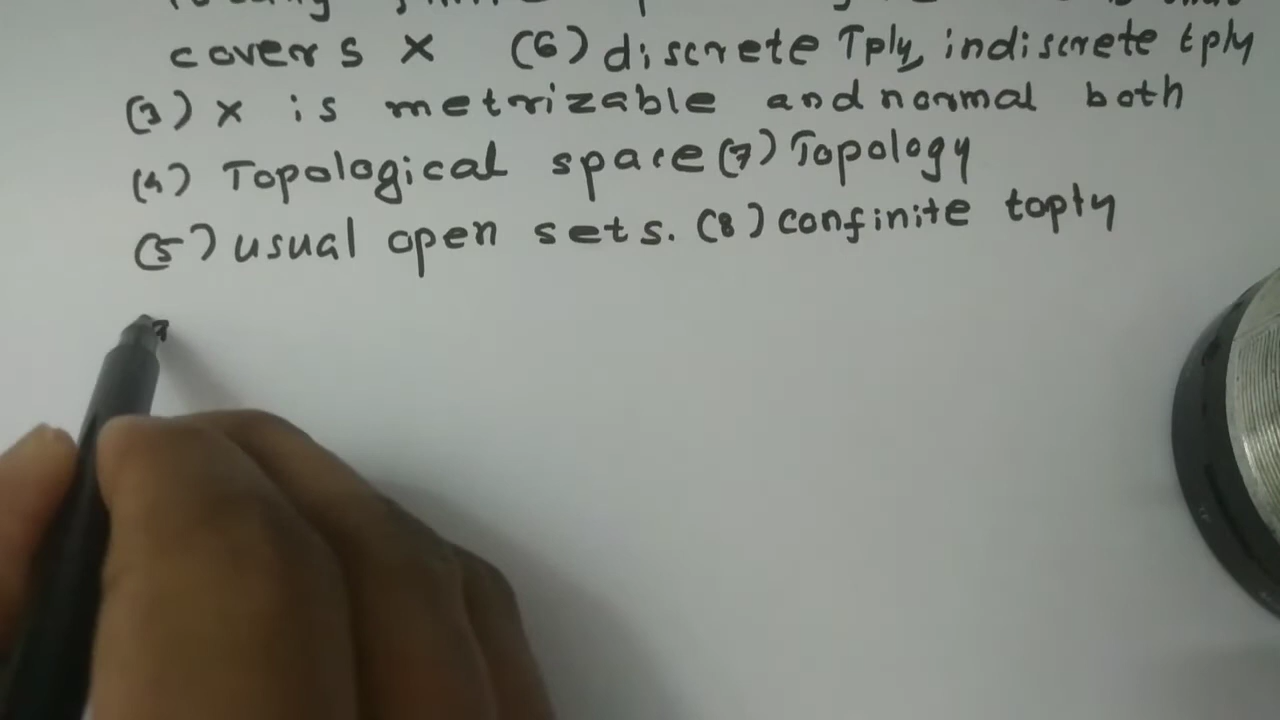 covers X (6) discrete Tply, indiscrete tply
(3) X is metrizable and normal both
(4) Topological space (7) Topology
(5) usual open sets. (8) confinite toply